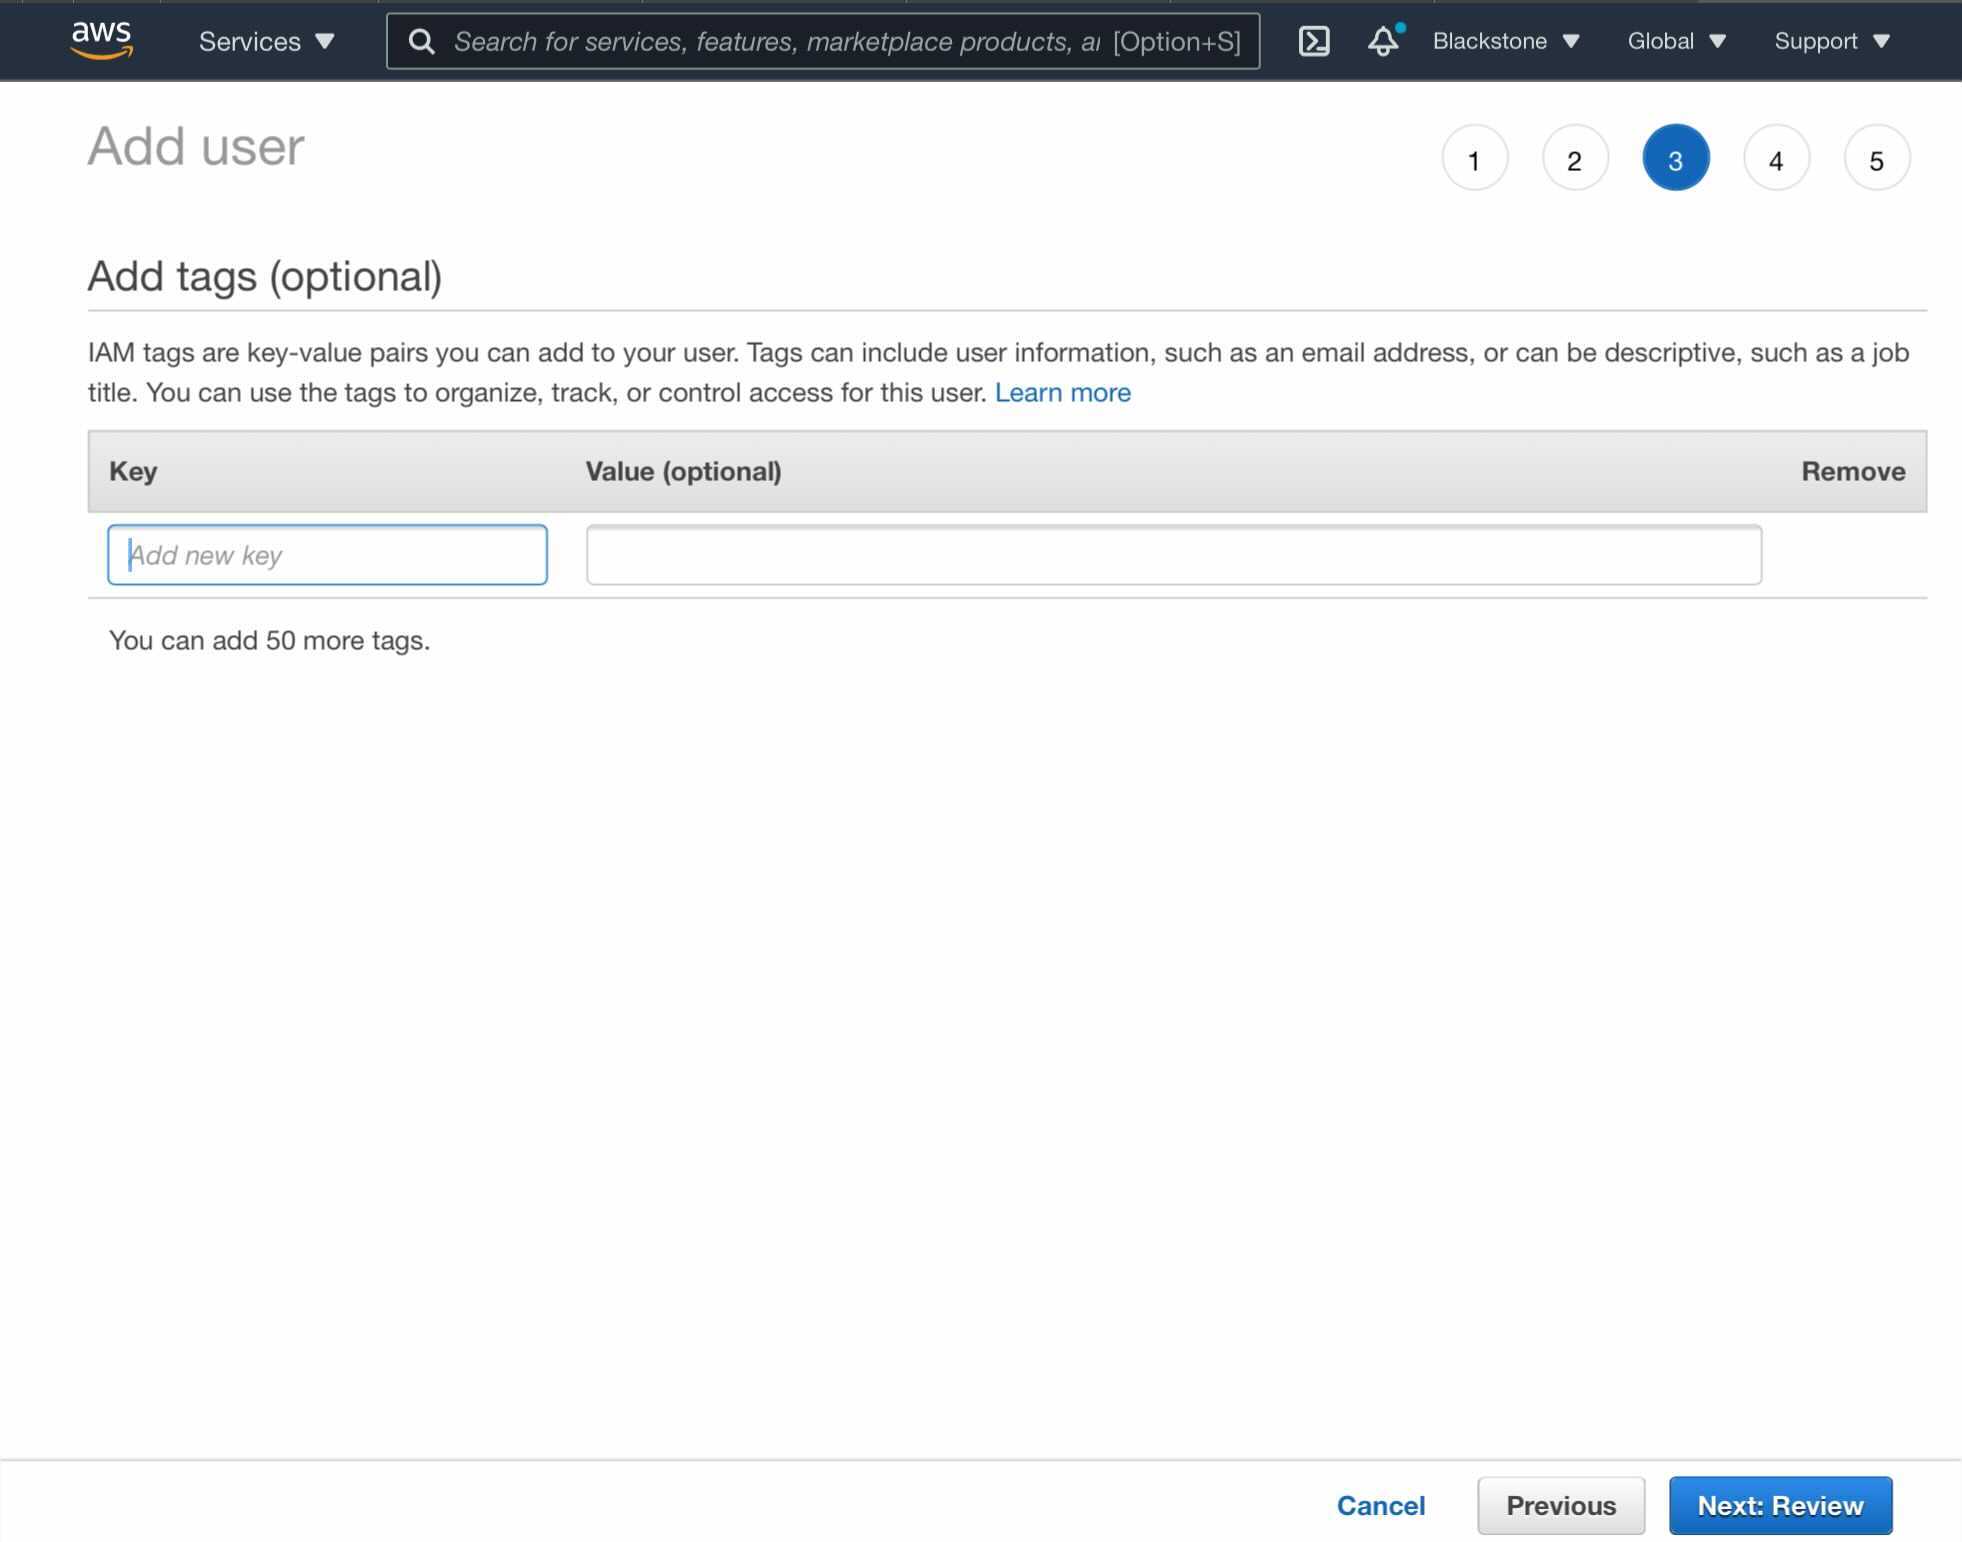 aws Services Search for services, features, marketplace products, ar [Option+S] Blackstone Global Support
Add user
1 2 3 4 5
Add tags (optional)
IAM tags are key-value pairs you can add to your user. Tags can include user information, such as an email address, or can be descriptive, such as a job
title. You can use the tags to organize, track, or control access for this user. Learn more
Key Value (optional) Remove
Add new key
You can add 50 more tags.
Cancel Previous Next: Review